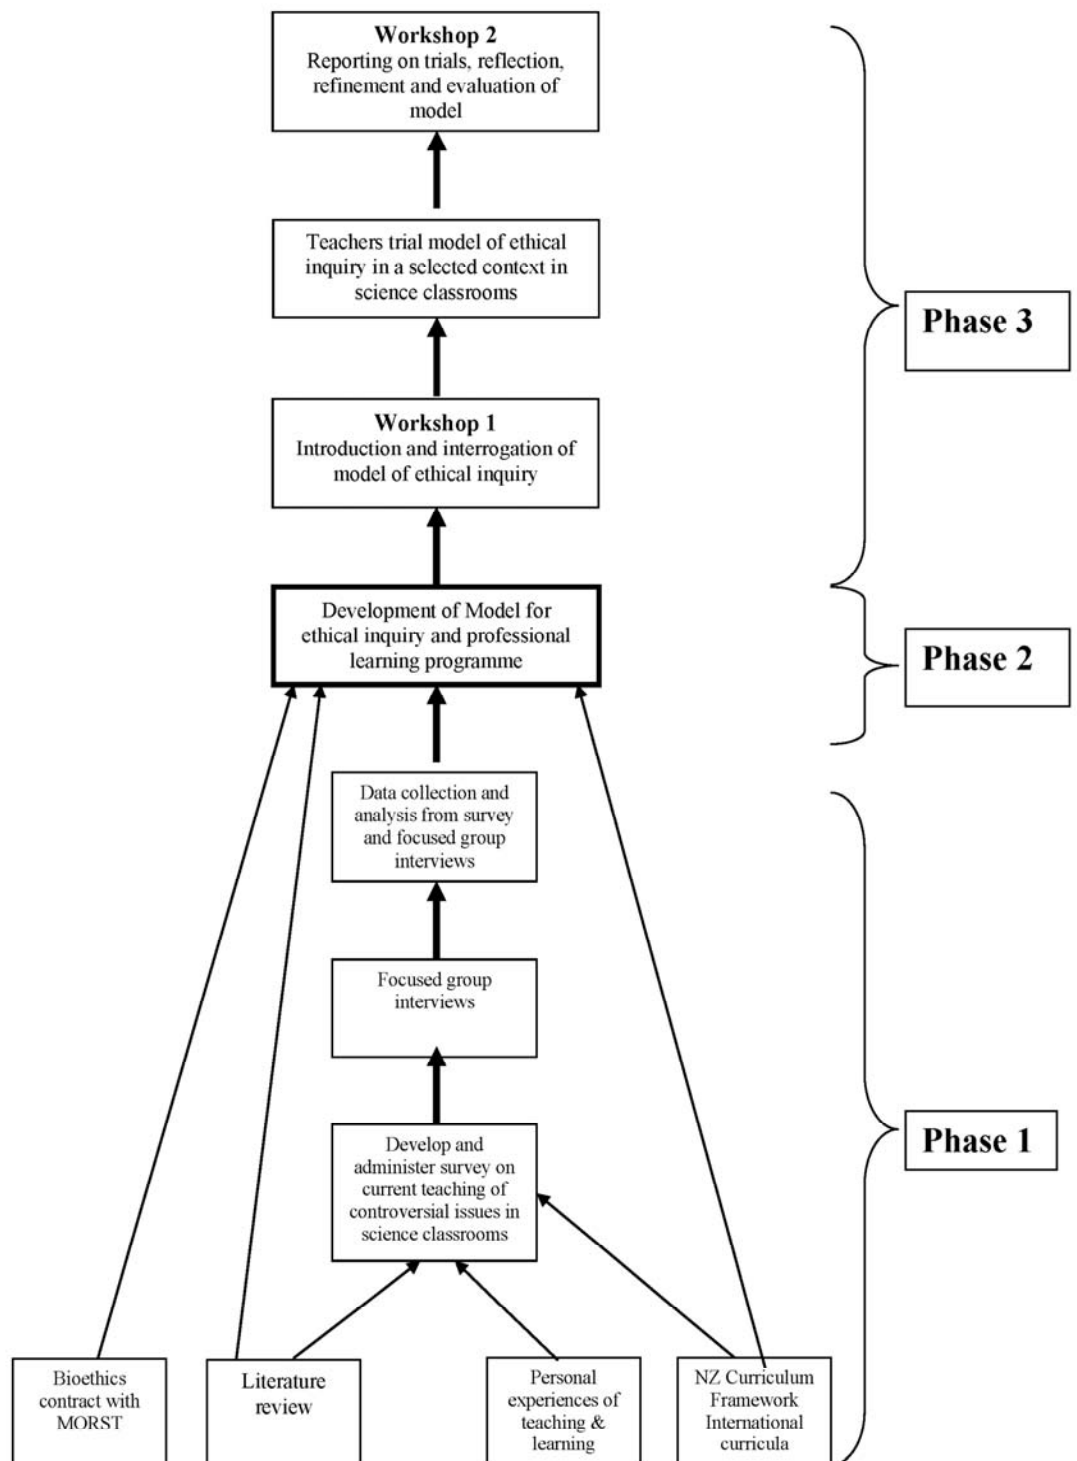 Workshop 2
Reporting on trials, reflection,
refinement and evaluation of
model
Teachers trial model of ethical
inquiry in a selected context in
science classrooms
Phase 3
Workshop 1
Introduction and interrogation of
model of ethical inquiry
Development of Model for
ethical inquiry and professional
learning programme
Phase 2
Data collection and
analysis from survey
and focused group
interviews
Focused group
interviews
Develop and
administer survey on
current teaching of
controversial issues in
science classrooms
Phase 1
Bioethics
contract with
MORST
Literature
review
Personal
experiences of
teaching &
learning
NZ Curriculum
Framework
International
curricula